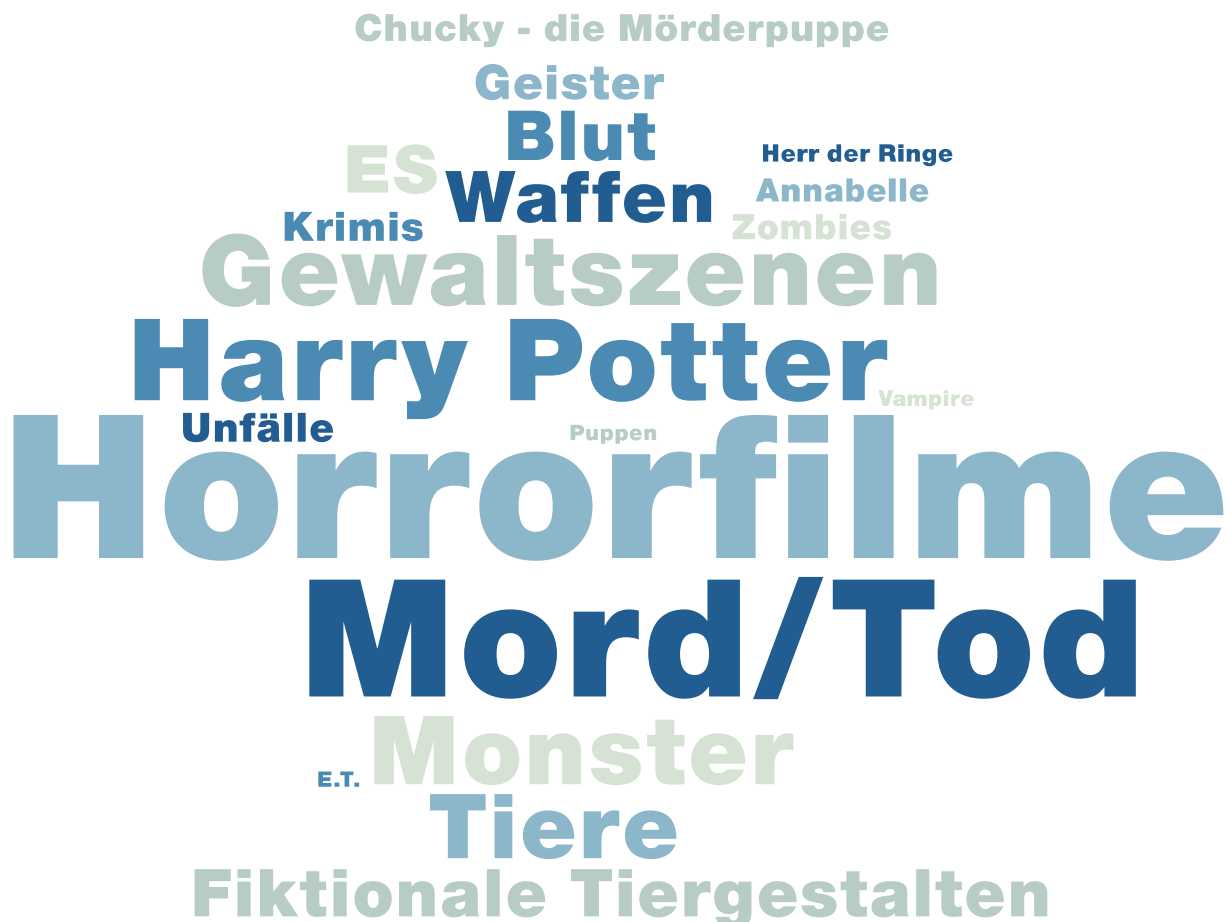 Chucky - die Mörderpuppe
Geister
Blut
Herr der Ringe
ES
Waffen
Annabelle
Krimis
Zombies
Gewaltszenen
Harry Potter
Vampire
Unfälle
Puppen
Horrorfilme
Mord/Tod
Monster
E.T.
Tiere
Fiktionale Tiergestalten